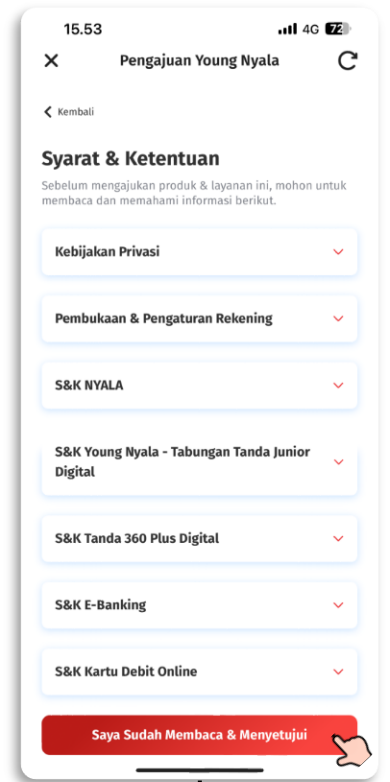 15.53
4G 72
Pengajuan Young Nyala
Kembali
Syarat & Ketentuan
Sebelum mengajukan produk & layanan ini, mohon untuk
membaca dan memahami informasi berikut.
Kebijakan Privasi
Pembukaan & Pengaturan Rekening
S&K NYALA
S&K Young Nyala - Tabungan Tanda Junior
Digital
S&K Tanda 360 Plus Digital
S&K E-Banking
S&K Kartu Debit Online
Saya Sudah Membaca & Menyetujui